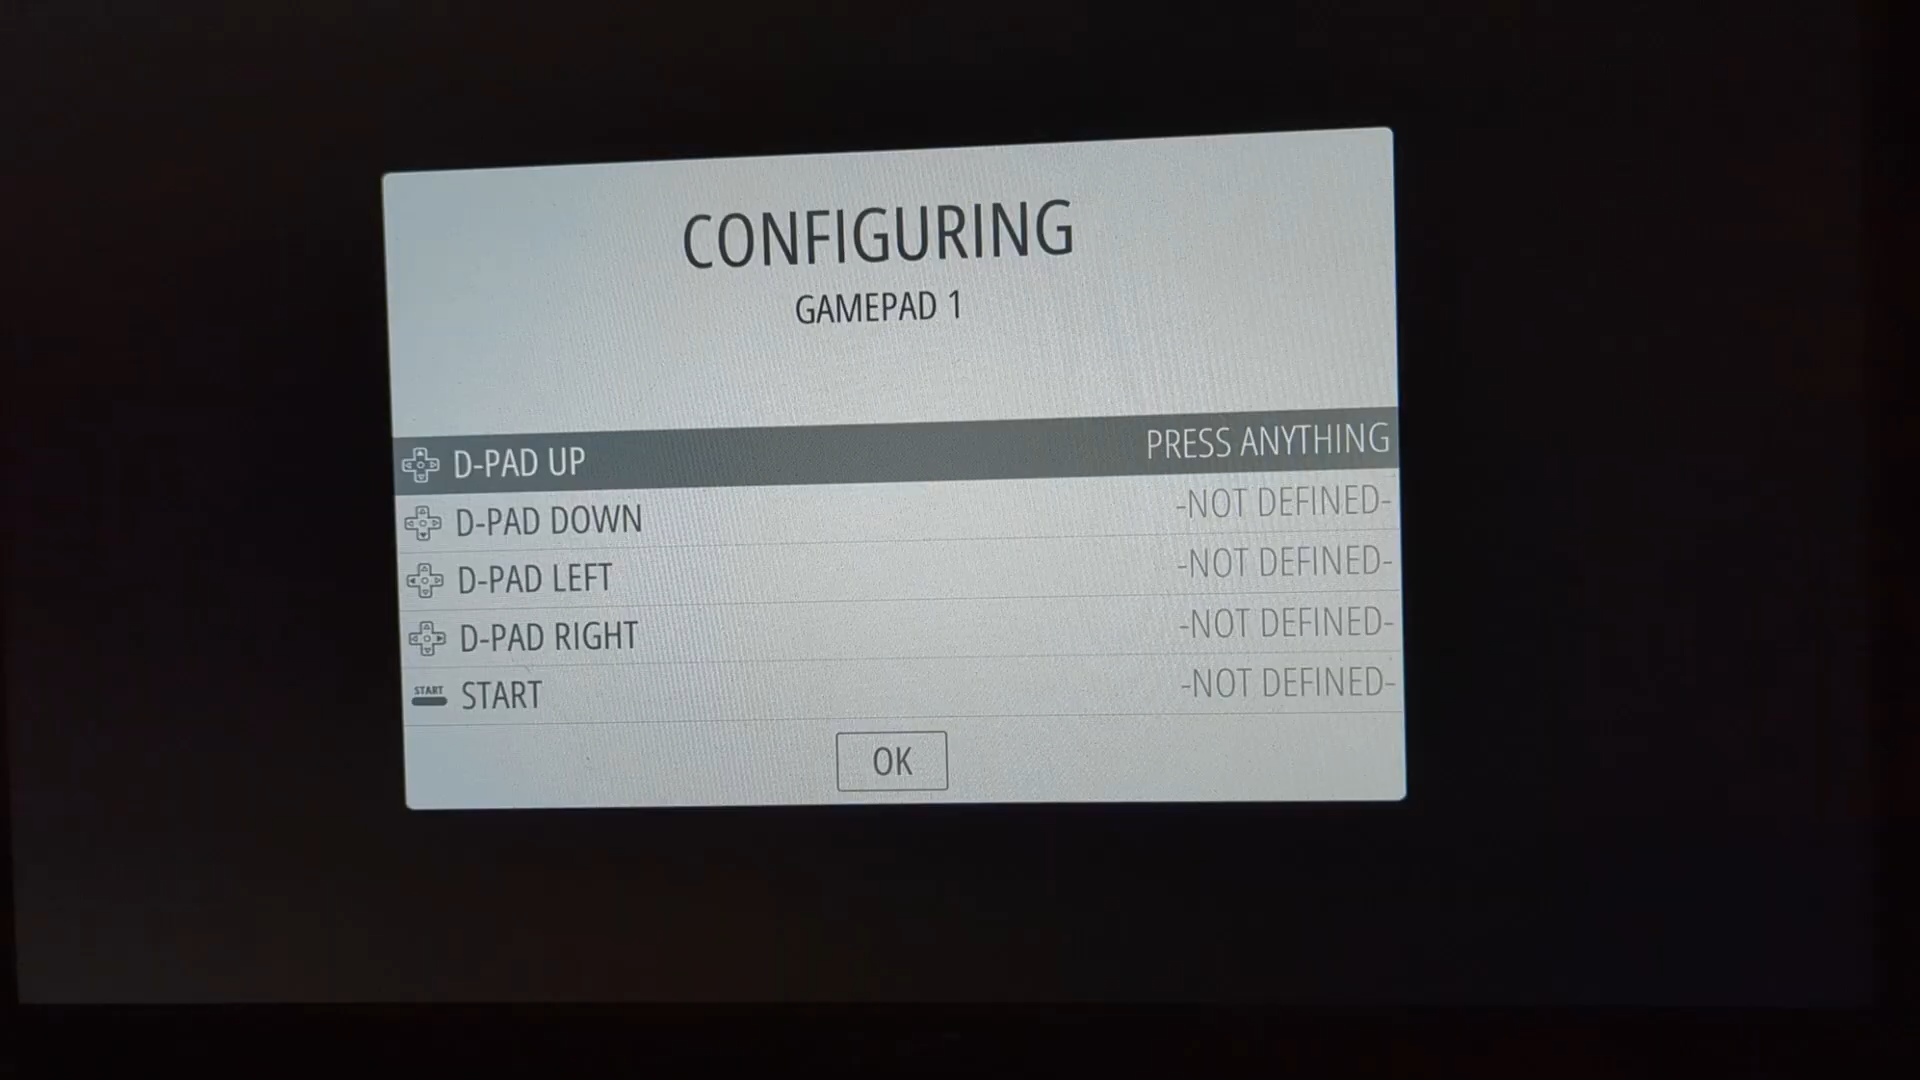 CONFIGURING
GAMEPAD 1
D-PAD UP PRESS ANYTHING
D-PAD DOWN -NOT DEFINED-
D-PAD LEFT -NOT DEFINED-
D-PAD RIGHT -NOT DEFINED-
START START -NOT DEFINED-
OK